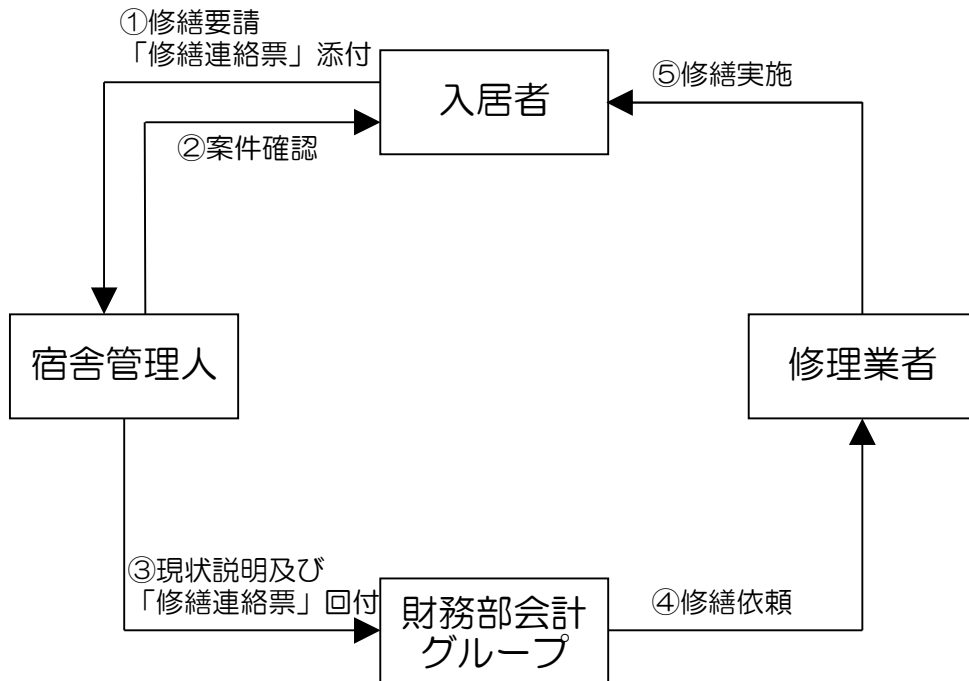 ①修繕要請
「修繕連絡票」添付
入居者
⑤修繕実施
②案件確認
宿舎管理人
修理業者
③現状説明及び
「修繕連絡票」回付
財務部会計
グループ
④修繕依頼